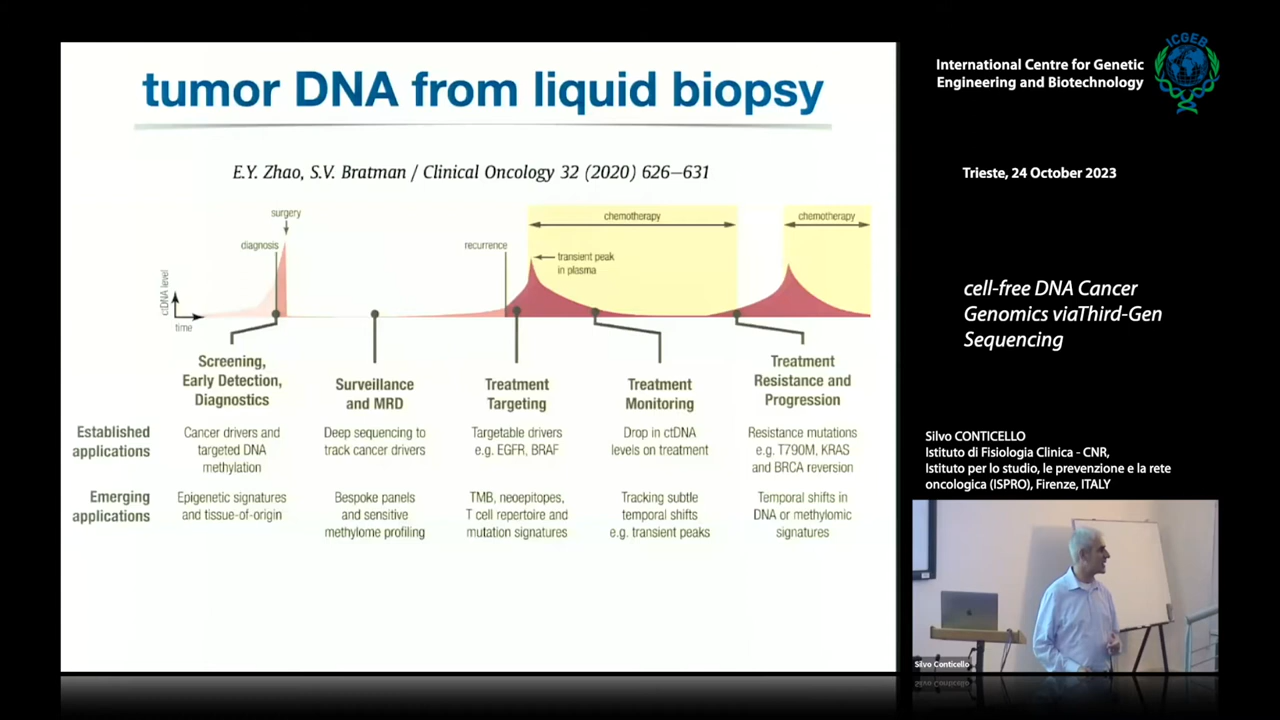 tumor DNA from liquid biopsy
E.Y. Zhao, S.V. Bratman / Clinical Oncology 32 (2020) 626–631
surgery
diagnosis
ctDNA level
time
recurrence
chemotherapy
transient peak
in plasma
chemotherapy
Screening,
Early Detection,
Diagnostics
Surveillance
and MRD
Treatment
Targeting
Treatment
Monitoring
Treatment
Resistance and
Progression
Established
applications
Cancer drivers and
targeted DNA
methylation
Deep sequencing to
track cancer drivers
Targetable drivers
e.g. EGFR, BRAF
Drop in ctDNA
levels on treatment
Resistance mutations
e.g. T790M, KRAS
and BRCA reversion
Emerging
applications
Epigenetic signatures
and tissue-of-origin
Bespoke panels
and sensitive
methylome profiling
TMB, neoepitopes,
T cell repertoire and
mutation signatures
Tracking subtle
temporal shifts
e.g. transient peaks
Temporal shifts in
DNA or methylomic
signatures
International Centre for Genetic
Engineering and Biotechnology
ICGEB
Trieste, 24 October 2023
cell-free DNA Cancer
Genomics viaThird-Gen
Sequencing
Silvo CONTICELLO
Istituto di Fisiologia Clinica - CNR,
Istituto per lo studio, le prevenzione e la rete
oncologica (ISPRO), Firenze, ITALY
Silvo Conticello